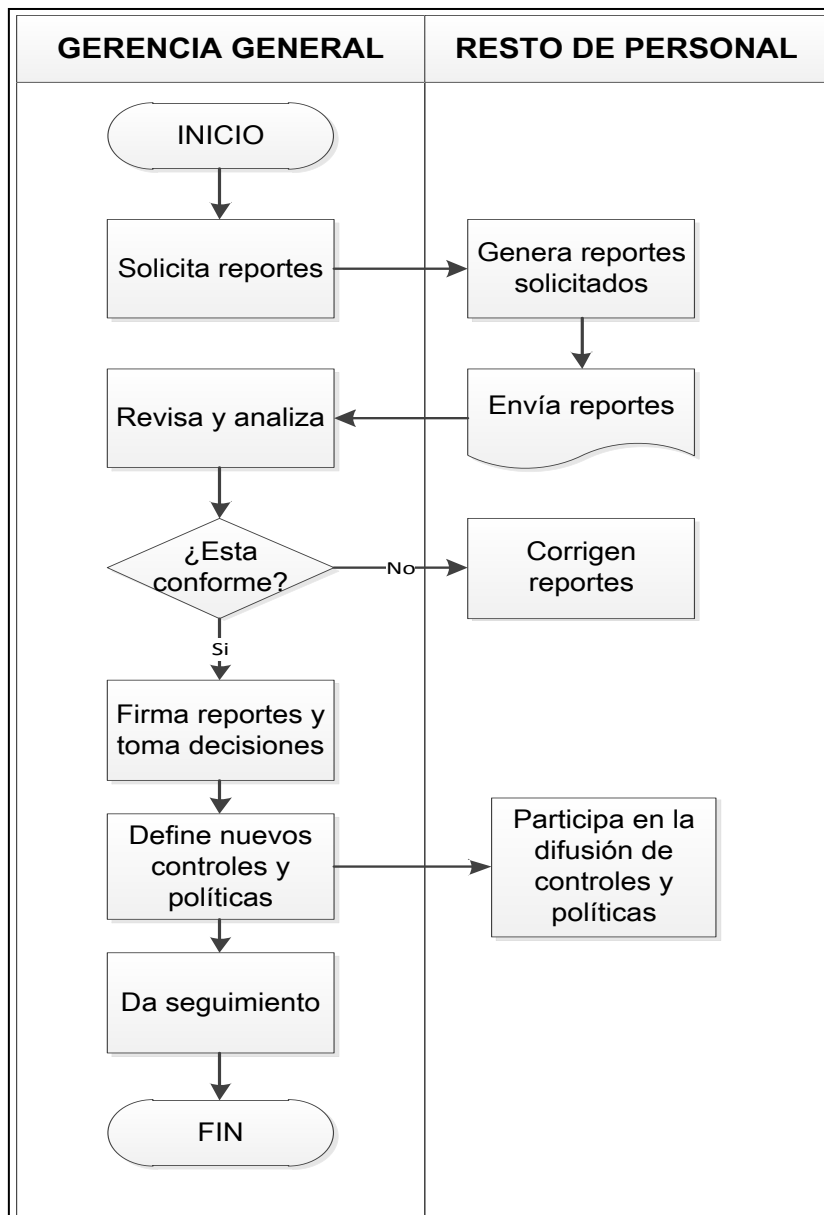 GERENCIA GENERAL
RESTO DE PERSONAL
INICIO
Solicita reportes
Genera reportes
solicitados
Envía reportes
Revisa y analiza
¿Esta
conforme?
No
Corrigen
reportes
Si
Firma reportes y
toma decisiones
Define nuevos
controles y
políticas
Participa en la
difusión de
controles y
políticas
Da seguimiento
FIN